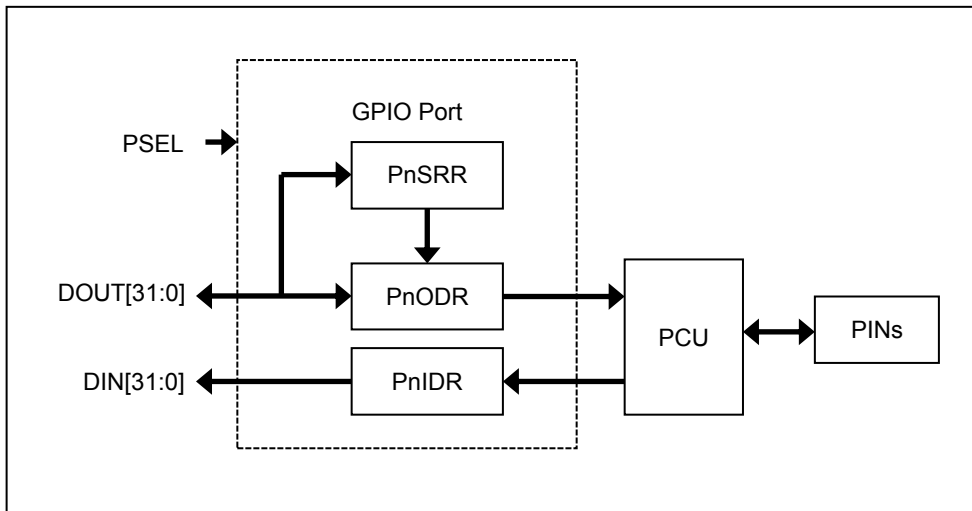 GPIO Port
PSEL
PnSRR
DOUT[31:0]
PnODR
PCU
PINs
DIN[31:0]
PnIDR